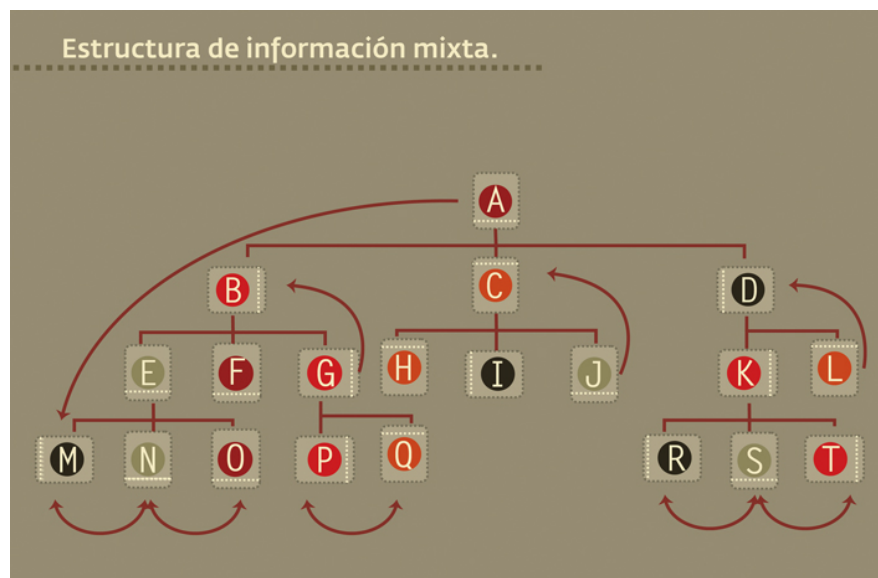 Estructura de información mixta.
A
B C D
E F G H I J K L
M N O P Q R S T